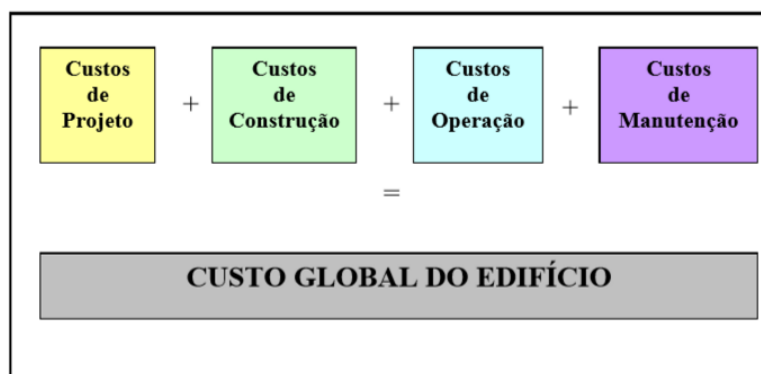 Custos
de
Projeto
+
Custos
de
Construção
+
Custos
de
Operação
+
Custos
de
Manutenção
=
CUSTO GLOBAL DO EDIFÍCIO